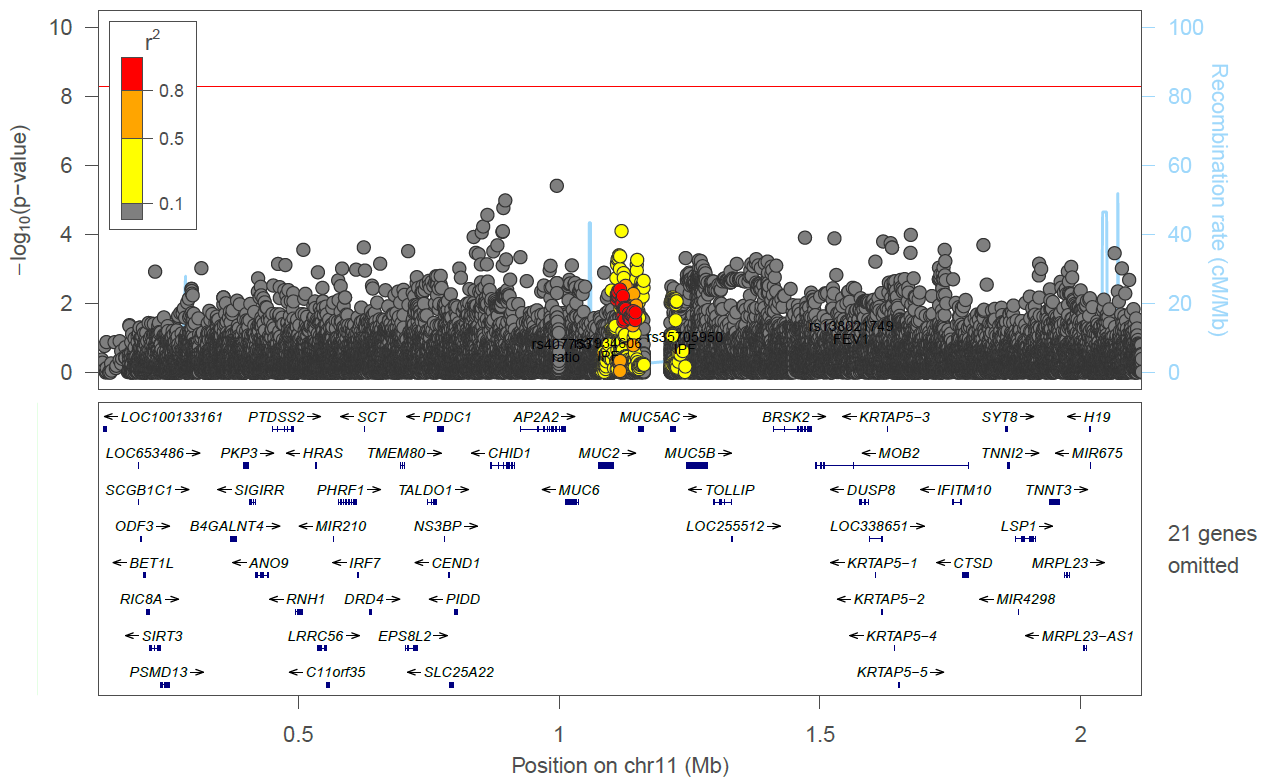 10
8
6
4
2
0
−log10(p−value)
r2
0.8
0.5
0.1
100
80
60
40
20
0
Recombination rate (cM/Mb)
rs35705950
IPF
rs138021749
FEV1
ratio
LOC100133161 PTDSS2 SCT PDDC1 AP2A2 MUC5AC BRSK2 KRTAP5−3 SYT8 H19
LOC653486 PKP3 HRAS TMEM80 CHID1 MUC2 MUC5B MOB2 TNNI2 MIR675
SCGB1C1 SIGIRR PHRF1 TALDO1 MUC6 TOLLIP DUSP8 IFITM10 TNNT3
ODF3 B4GALNT4 MIR210 NS3BP LOC255512 LOC338651 LSP1
BET1L ANO9 IRF7 CEND1 KRTAP5−1 CTSD MRPL23
RIC8A RNH1 DRD4 PIDD KRTAP5−2 MIR4298
SIRT3 LRRC56 EPS8L2 KRTAP5−4 MRPL23−AS1
PSMD13 C11orf35 SLC25A22 KRTAP5−5
21 genes
omitted
0.5 1 1.5 2
Position on chr11 (Mb)